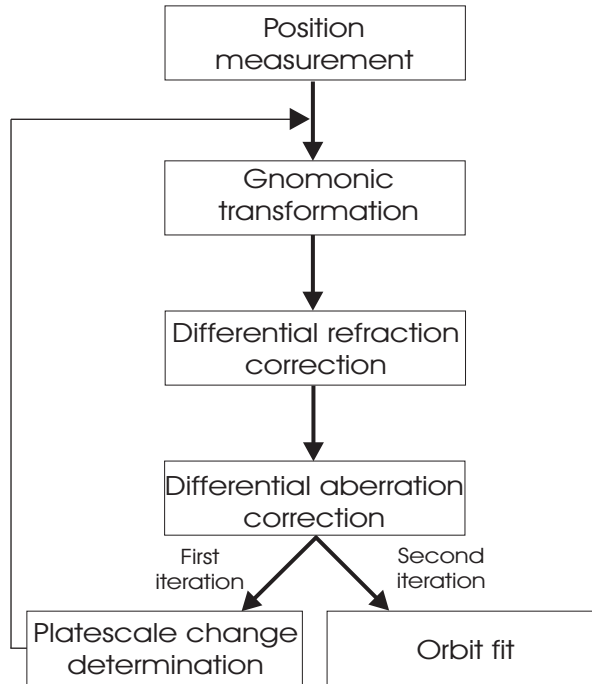 Position
measurement
Gnomonic
transformation
Differential refraction
correction
Differential aberration
correction
First
iteration
Second
iteration
Platescale change
determination
Orbit fit